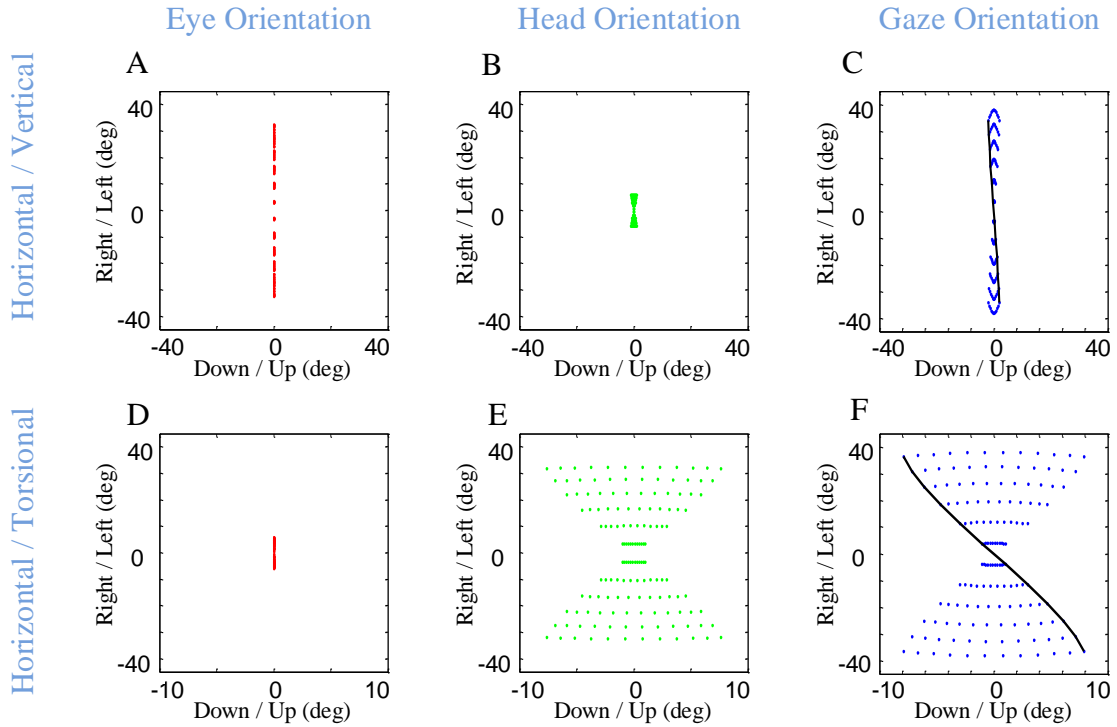 Eye Orientation Head Orientation Gaze Orientation
Horizontal / Vertical
A B C
40 40 40
Right / Left (deg) Right / Left (deg) Right / Left (deg)
0 0 0
-40 -40 -40
-40 0 40 -40 0 40 -40 0 40
Down / Up (deg) Down / Up (deg) Down / Up (deg)
Horizontal / Torsional
D E F
40 40 40
Right / Left (deg) Right / Left (deg) Right / Left (deg)
0 0 0
-40 -40 -40
-10 0 10 -10 0 10 -10 0 10
Down / Up (deg) Down / Up (deg) Down / Up (deg)